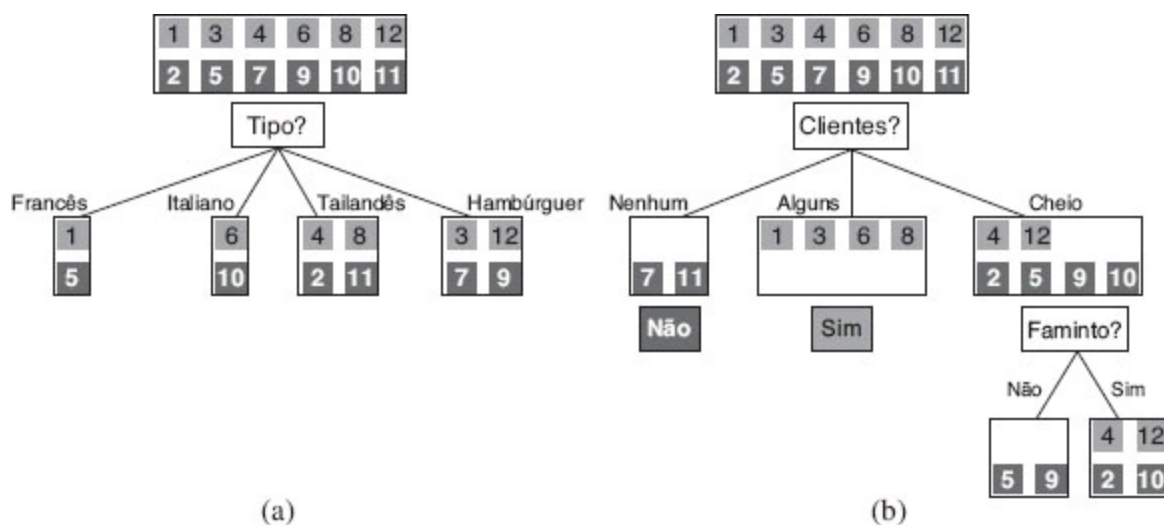 1 3 4 6 8 12
2 5 7 9 10 11
Tipo?
Francês Italiano Tailandês Hambúrguer
1 6 4 8 3 12
5 10 2 11 7 9
(a)
1 3 4 6 8 12
2 5 7 9 10 11
Clientes?
Nenhum Alguns Cheio
1 3 6 8 4 12
7 11 2 5 9 10
Não Sim Faminto?
Não Sim
4 12
5 9 2 10
(b)